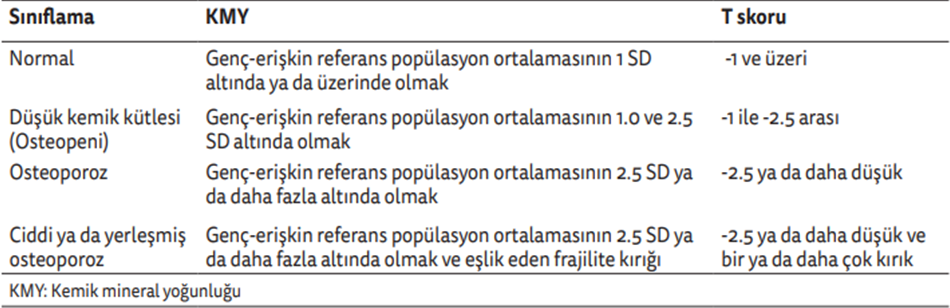 Sınıflama KMY T skoru
Normal Genç-erişkin referans popülasyon ortalamasının 1 SD -1 ve üzeri
altında ya da üzerinde olmak
Düşük kemik kütlesi Genç-erişkin referans popülasyon ortalamasının 1.0 ve 2.5 -1 ile -2.5 arası
(Osteopeni) SD altında olmak
Osteoporoz Genç-erişkin referans popülasyon ortalamasının 2.5 SD ya -2.5 ya da daha düşük
da daha fazla altında olmak
Ciddi ya da yerleşmiş Genç-erişkin referans popülasyon ortalamasının 2.5 SD ya -2.5 ya da daha düşük ve
osteoporoz da daha fazla altında olmak ve eşlik eden frajilite kırığı bir ya da daha çok kırık
KMY: Kemik mineral yoğunluğu